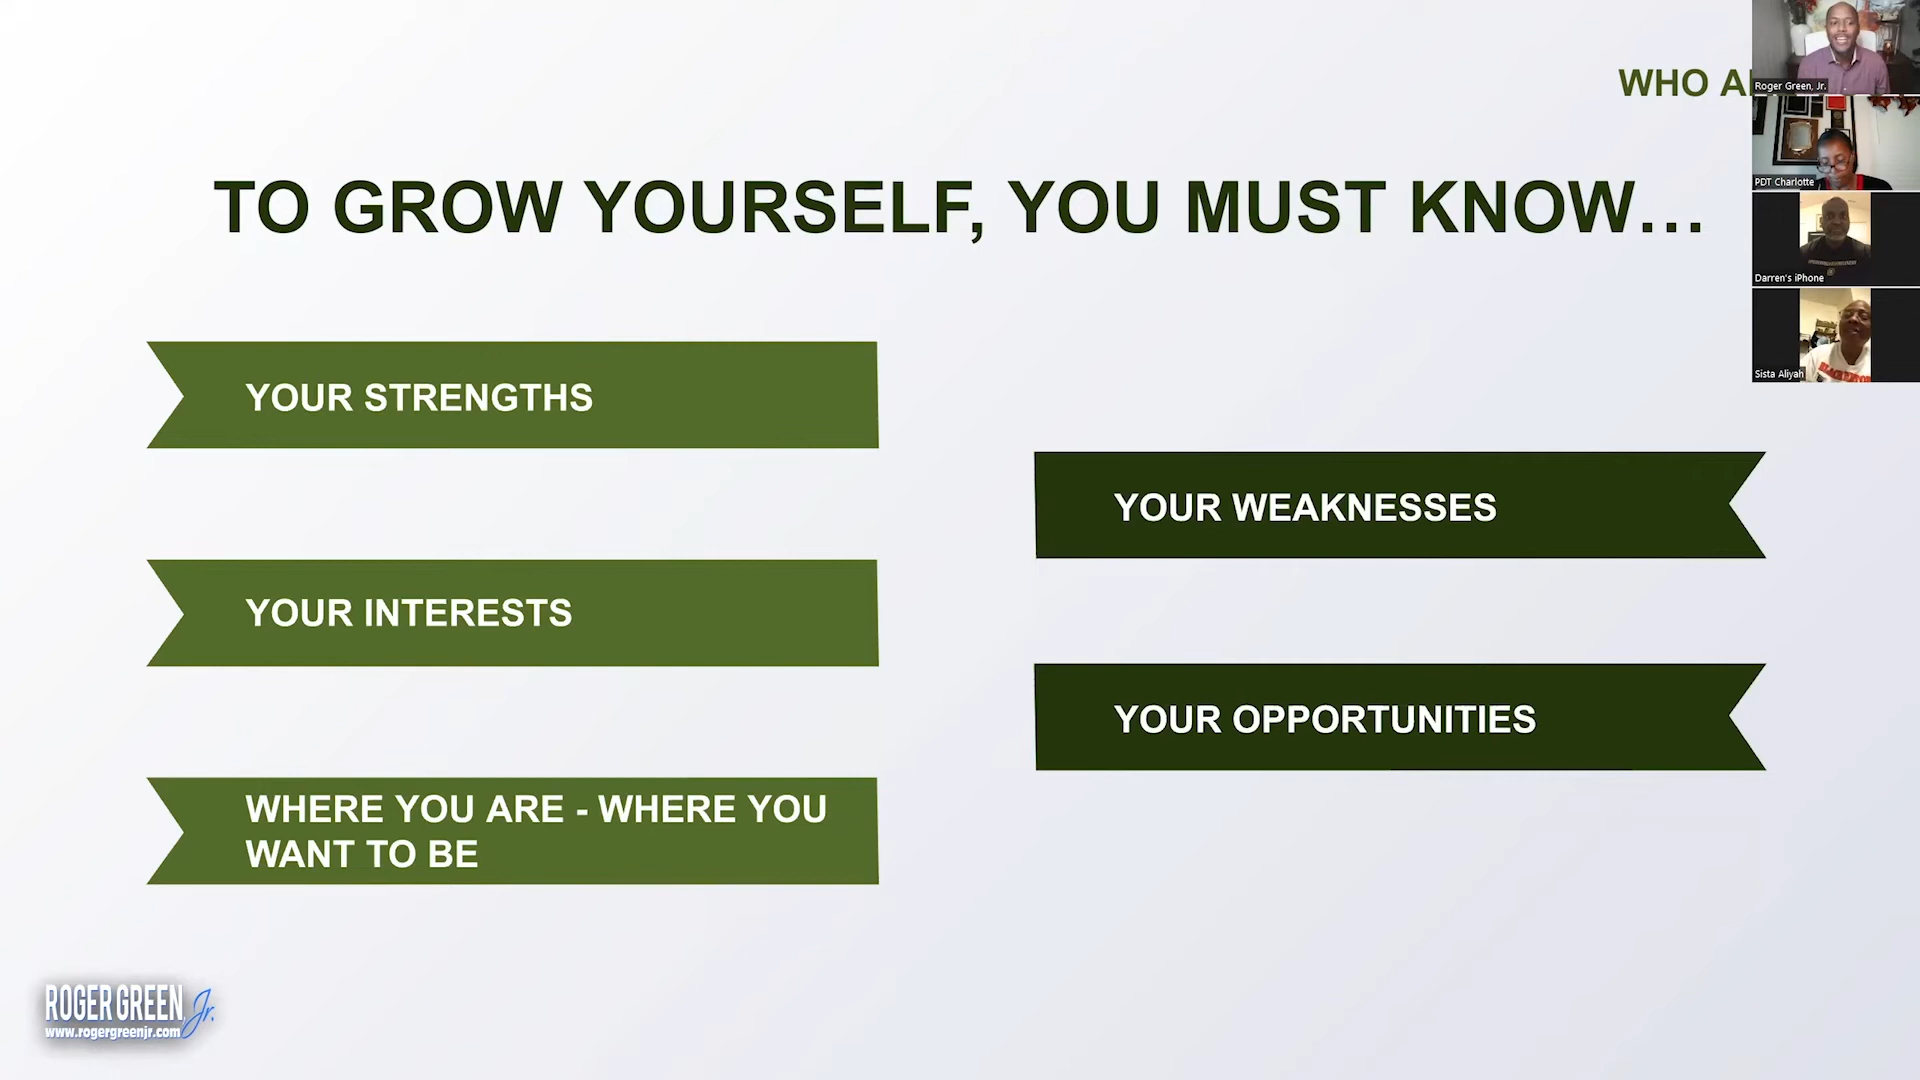 WHO
TO GROW YOURSELF, YOU MUST KNOW...
YOUR STRENGTHS
YOUR WEAKNESSES
YOUR INTERESTS
YOUR OPPORTUNITIES
WHERE YOU ARE - WHERE YOU
WANT TO BE
ROGER GREEN, Jr.
www.rogergreenjr.com
Roger Green, Jr.
PDT Charlotte
Darren's iPhone
Sista Aliyah